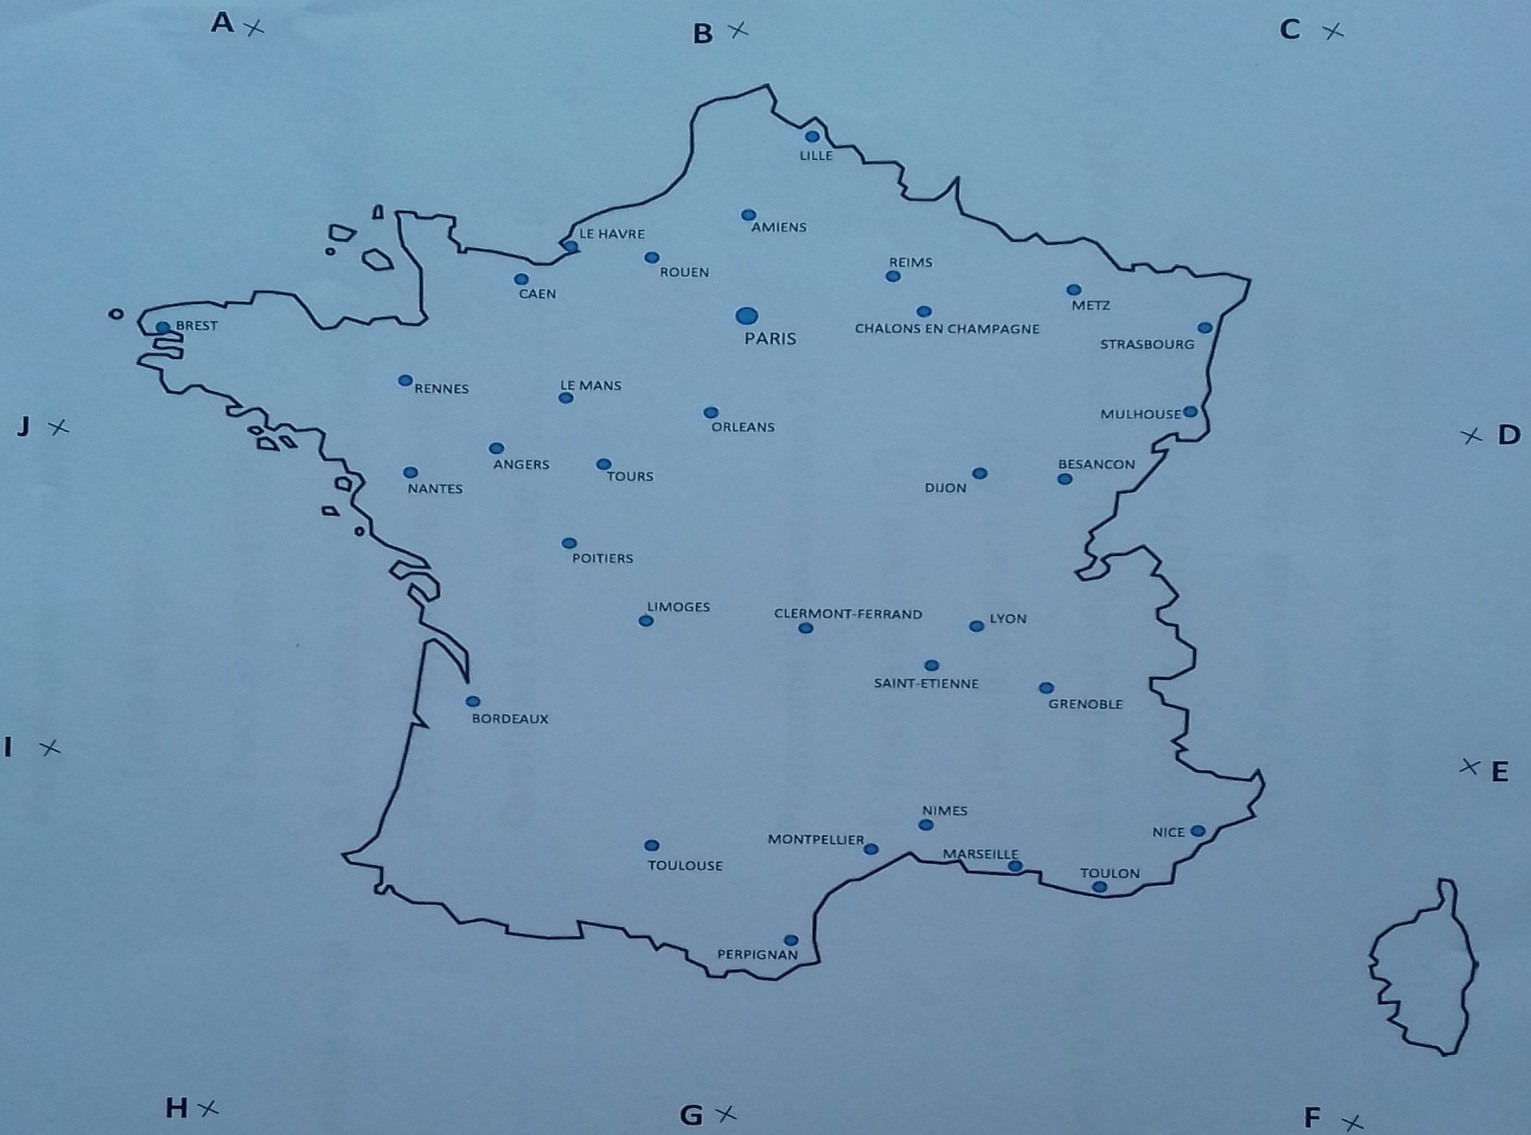 A
B
C
LILLE
AMIENS
LE HAVRE
ROUEN
REIMS
CAEN
METZ
BREST
CHALONS EN CHAMPAGNE
PARIS
STRASBOURG
RENNES
LE MANS
MULHOUSE
J
ORLEANS
D
ANGERS
BESANCON
TOURS
NANTES
DIJON
POITIERS
LIMOGES
CLERMONT-FERRAND
LYON
SAINT-ETIENNE
GRENOBLE
BORDEAUX
I
E
NIMES
NICE
MONTPELLIER
MARSEILLE
TOULOUSE
TOULON
PERPIGNAN
H
G
F